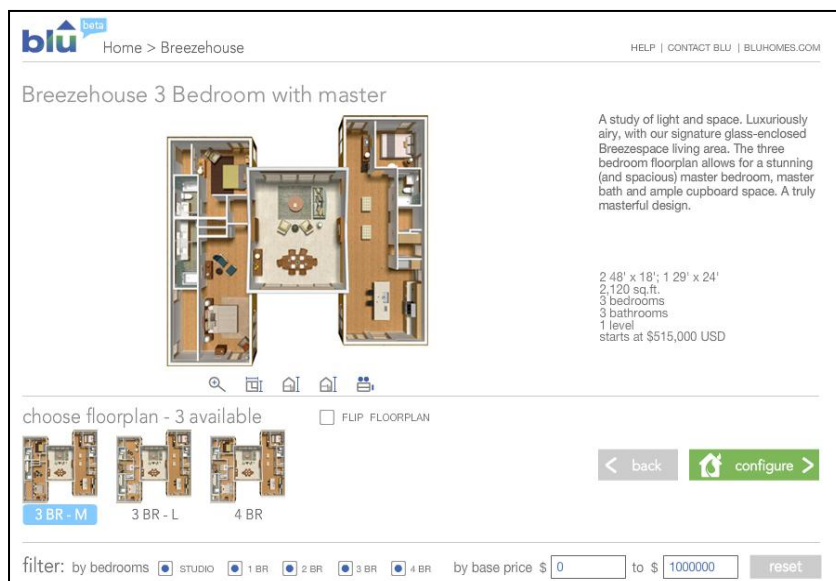 blu beta
Home > Breezehouse
HELP | CONTACT BLU | BLUHOMES.COM
Breezehouse 3 Bedroom with master
A study of light and space. Luxuriously
airy, with our signature glass-enclosed
Breezespace living area. The three
bedroom floorplan allows for a stunning
(and spacious) master bedroom, master
bath and ample cupboard space. A truly
masterful design.
2 48' x 18'; 1 29' x 24'
2,120 sq.ft.
3 bedrooms
3 bathrooms
1 level
starts at $515,000 USD
choose floorplan - 3 available
FLIP FLOORPLAN
3 BR - M
3 BR - L
4 BR
< back
configure >
filter: by bedrooms STUDIO 1 BR 2 BR 3 BR 4 BR by base price $ 0 to $ 1000000 reset